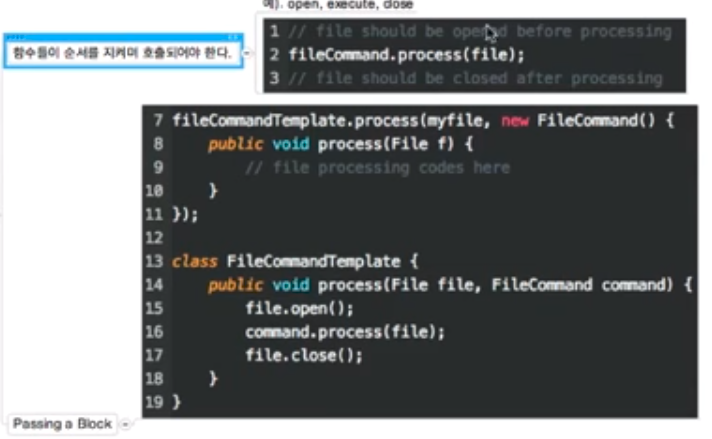 예). open, execute, close
함수들이 순서를 지켜며 호출되어야 한다.
1 // file should be opened before processing
2 fileCommand.process(file);
3 // file should be closed after processing
7 fileCommandTemplate.process(myfile, new FileCommand() {
8 public void process(File f) {
9 // file processing codes here
10 }
11 });
12
13 class FileCommandTemplate {
14 public void process(File file, FileCommand command) {
15 file.open();
16 command.process(file);
17 file.close();
18 }
19 }
Passing a Block